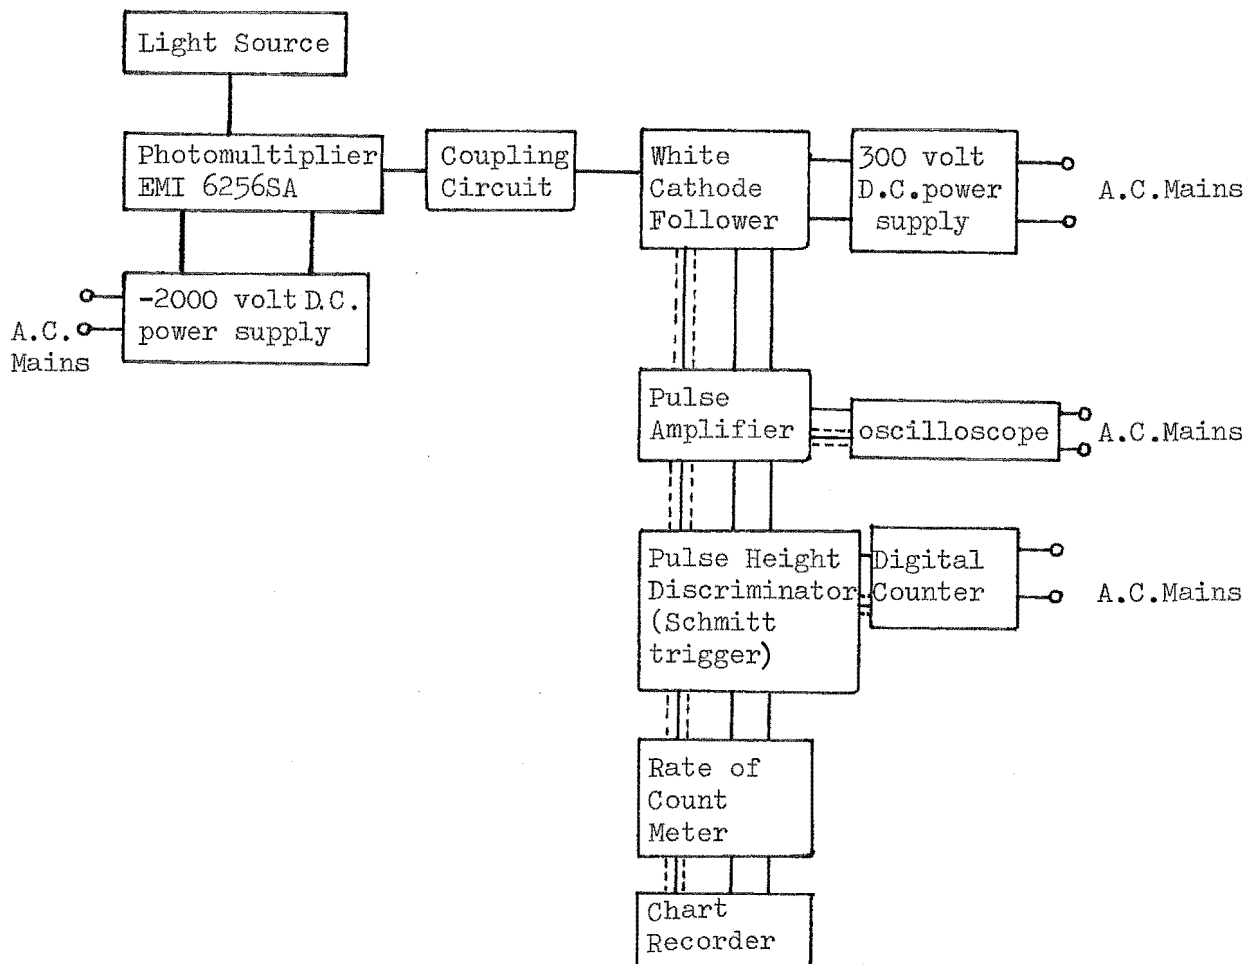 Light Source
Photomultiplier
EMI 6256SA
Coupling
Circuit
White
Cathode
Follower
300 volt
D.C.power
supply
A.C.Mains
-2000 volt D.C.
power supply
A.C.
Mains
Pulse
Amplifier
oscilloscope
A.C.Mains
Pulse Height
Discriminator
(Schmitt
trigger)
Digital
Counter
A.C.Mains
Rate of
Count
Meter
Chart
Recorder